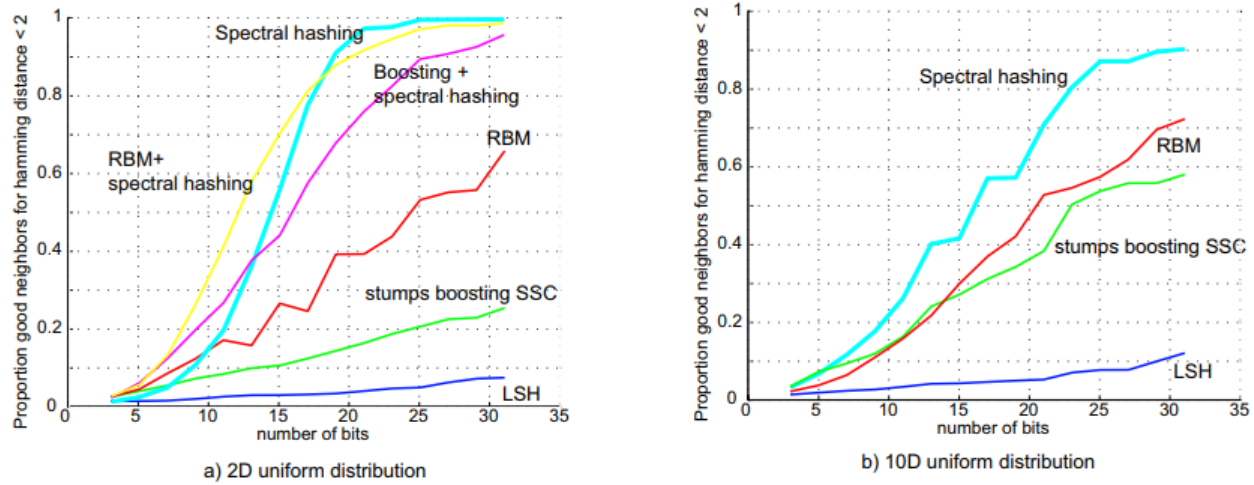 Proportion good neighbors for hamming distance < 2
1
0.8
0.6
0.4
0.2
0
0
5
10
15
20
25
30
35
number of bits
Spectral hashing
Boosting +
spectral hashing
RBM
RBM+
spectral hashing
stumps boosting SSC
LSH
a) 2D uniform distribution
Proportion good neighbors for hamming distance < 2
1
0.8
0.6
0.4
0.2
0
0
5
10
15
20
25
30
35
number of bits
Spectral hashing
RBM
stumps boosting SSC
LSH
b) 10D uniform distribution